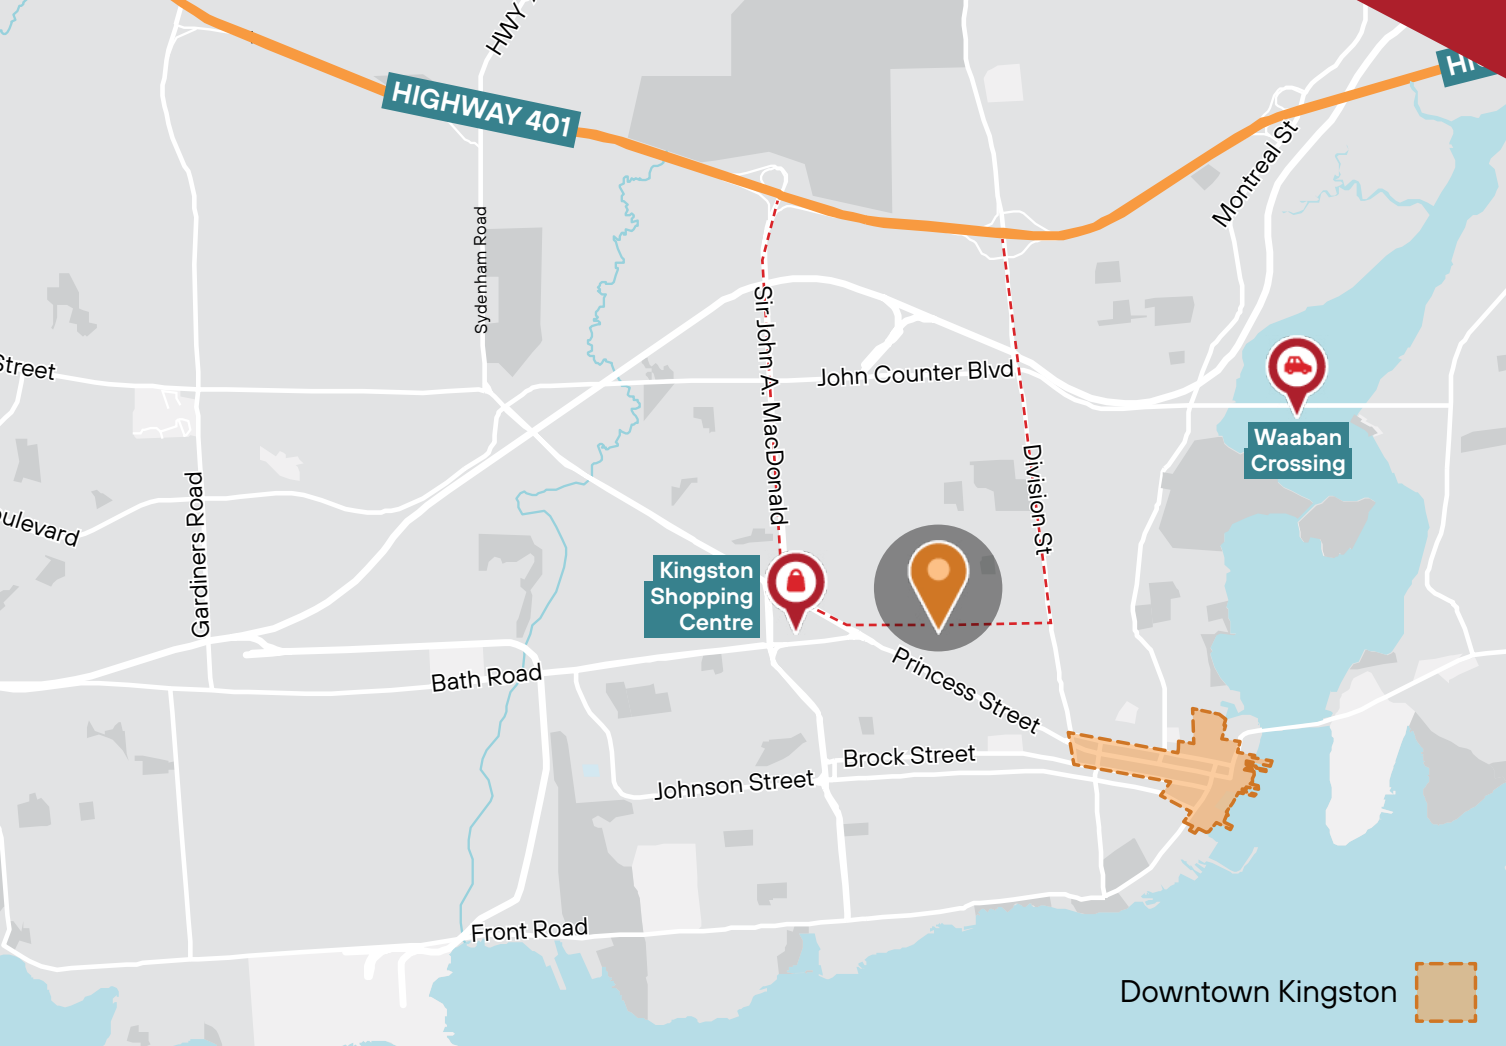 HWY
HIGHWAY 401
Montreal St
Sydenham Road
Sir John A. MacDonald
Street
John Counter Blvd
Waaban
Crossing
Gardiners Road
Division St
Kingston
Shopping
Centre
Bath Road
Princess Street
Brock Street
Johnson Street
Front Road
Downtown Kingston